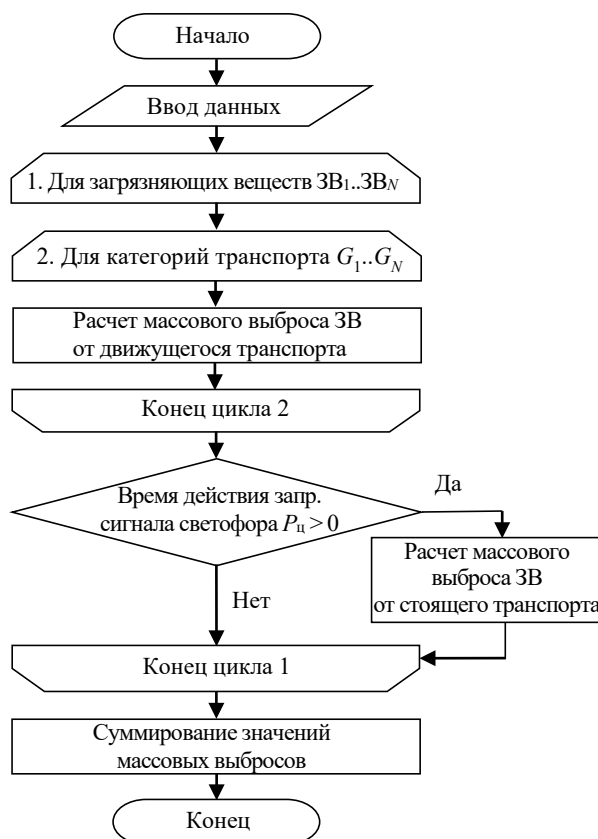 Начало
Ввод данных
1. Для загрязняющих веществ ЗВ₁..ЗВN
2. Для категорий транспорта G₁..GN
Расчет массового выброса ЗВ
от движущегося транспорта
Конец цикла 2
Время действия запр.
сигнала светофора Pц > 0
Да
Расчет массового
выброса ЗВ
от стоящего транспорта
Нет
Конец цикла 1
Суммирование значений
массовых выбросов
Конец